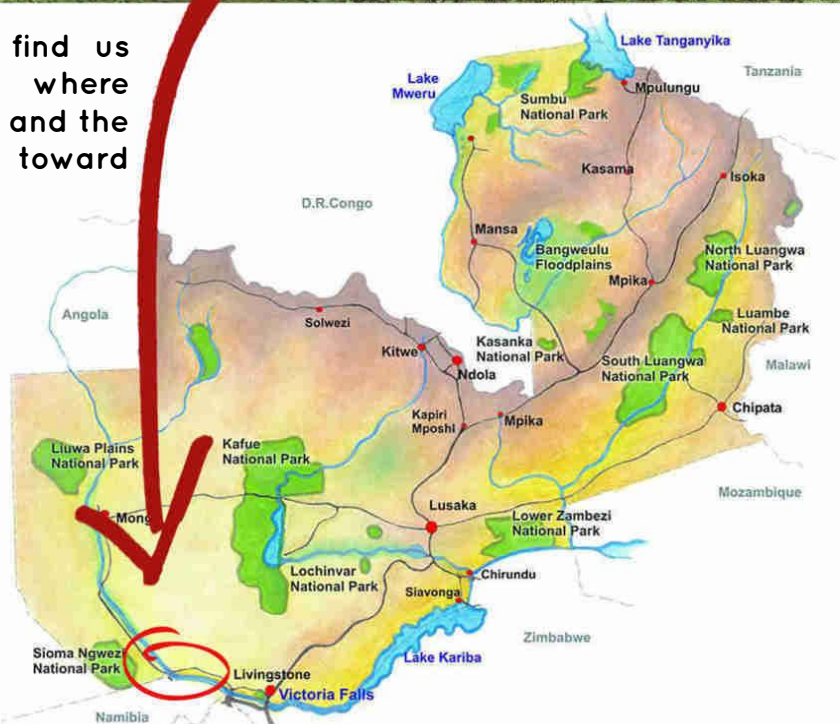 find us
where
and the
toward
Lake Tanganyika
Lake
Mweru
Tanzania
Mpulungu
Sumbu
National Park
Kasama
Isoka
D.R.Congo
Mansa
Bangweulu
Floodplains
North Luangwa
National Park
Mpika
Angola
Solwezi
Luambe
National Park
Kitwe
Kasanka
National Park
Ndola
South Luangwa
National Park
Malawi
Kapiri
Mposhi
Mpika
Chipata
Liuwa Plains
National Park
Kafue
National Park
Mozambique
Mong
Lusaka
Lower Zambezi
National Park
Lochinvar
National Park
Chirundu
Siavonga
Zimbabwe
Sioma Ngwezi
National Park
Lake Kariba
Livingstone
Victoria Falls
Namibia